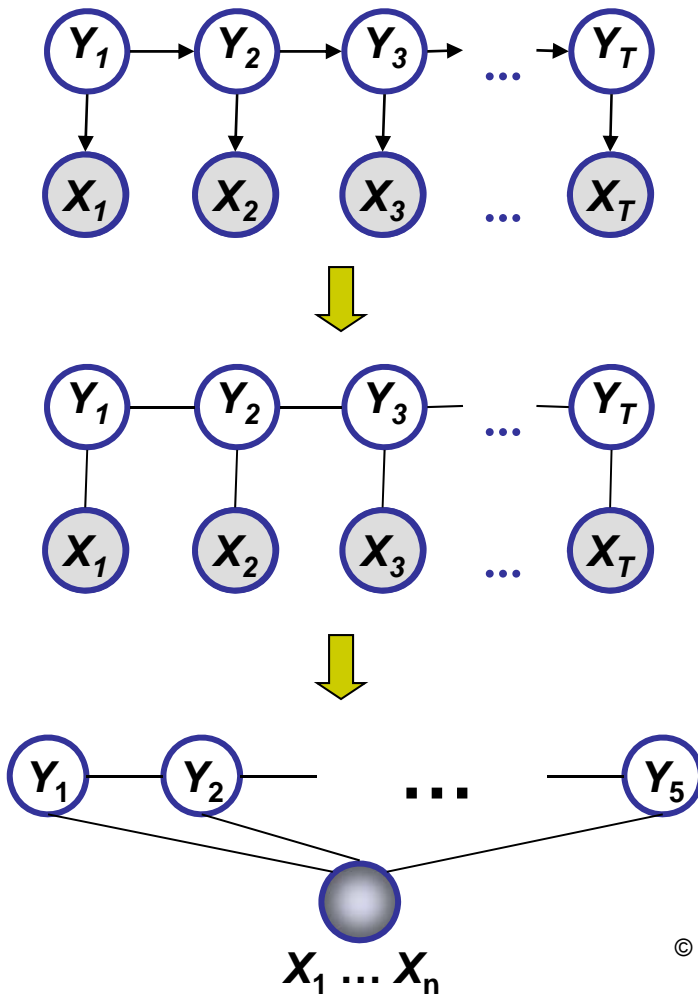 Y1 Y2 Y3 ... YT
X1 X2 X3 ... XT
Y1 Y2 Y3 ... YT
X1 X2 X3 ... XT
Y1 Y2 ... Y5
X1 ... Xn
©